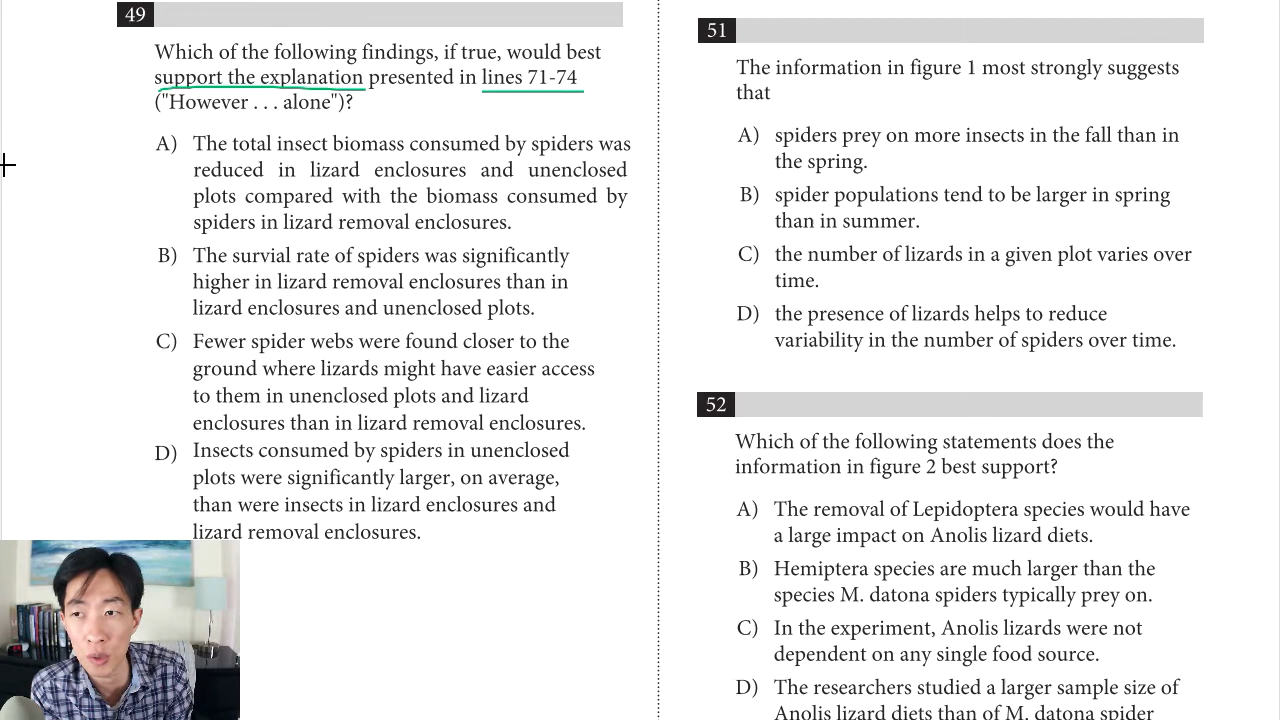 49
Which of the following findings, if true, would best
support the explanation presented in lines 71-74
("However . . . alone")?
A) The total insect biomass consumed by spiders was
reduced in lizard enclosures and unenclosed
plots compared with the biomass consumed by
spiders in lizard removal enclosures.
B) The survial rate of spiders was significantly
higher in lizard removal enclosures than in
lizard enclosures and unenclosed plots.
C) Fewer spider webs were found closer to the
ground where lizards might have easier access
to them in unenclosed plots and lizard
enclosures than in lizard removal enclosures.
D) Insects consumed by spiders in unenclosed
plots were significantly larger, on average,
than were insects in lizard enclosures and
lizard removal enclosures.
51
The information in figure 1 most strongly suggests
that
A) spiders prey on more insects in the fall than in
the spring.
B) spider populations tend to be larger in spring
than in summer.
C) the number of lizards in a given plot varies over
time.
D) the presence of lizards helps to reduce
variability in the number of spiders over time.
52
Which of the following statements does the
information in figure 2 best support?
A) The removal of Lepidoptera species would have
a large impact on Anolis lizard diets.
B) Hemiptera species are much larger than the
species M. datona spiders typically prey on.
C) In the experiment, Anolis lizards were not
dependent on any single food source.
D) The researchers studied a larger sample size of
Anolis lizard diets than of M. datona spider